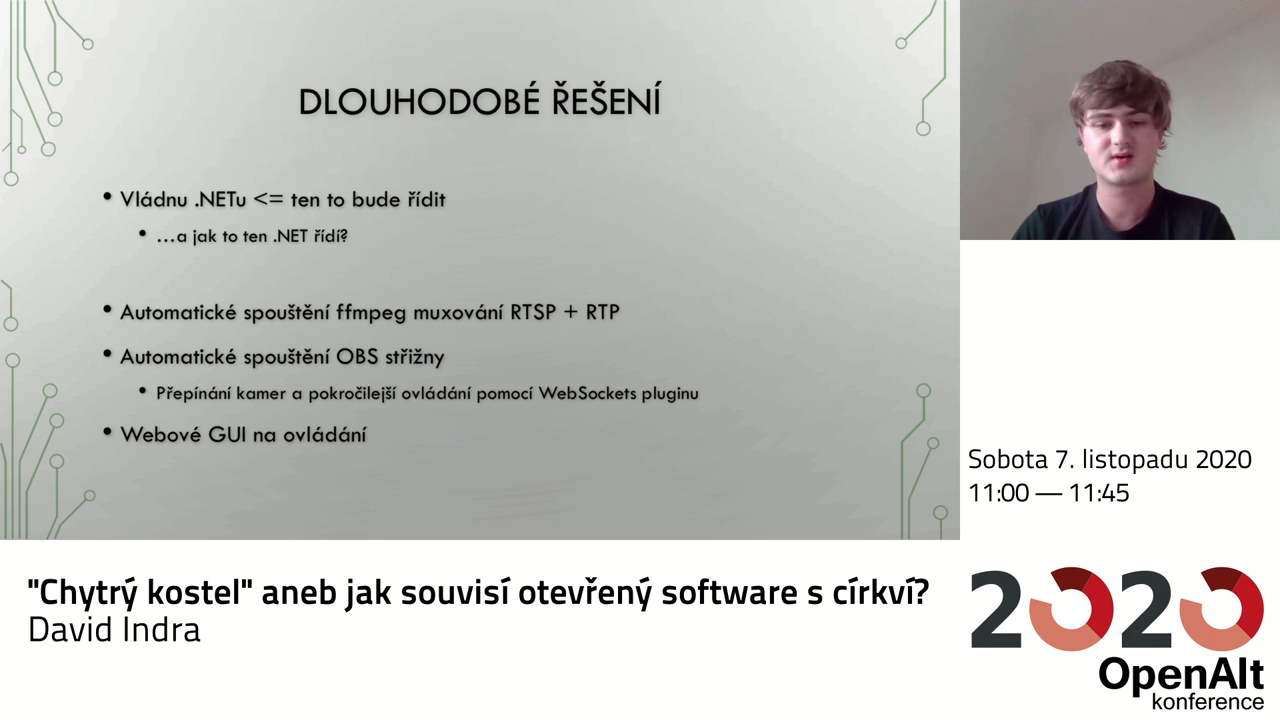 DLOUHODOBÉ ŘEŠENÍ
• Vládnu .NETu <= ten to bude řídit
• ...a jak to ten .NET řídí?
• Automatické spouštění ffmpeg muxování RTSP + RTP
• Automatické spouštění OBS střižny
• Přepínání kamer a pokročilejší ovládání pomocí WebSockets pluginu
• Webové GUI na ovládání
Sobota 7. listopadu 2020
11:00 — 11:45
"Chytrý kostel" aneb jak souvisí otevřený software s církví?
David Indra
2020
OpenAlt
konference